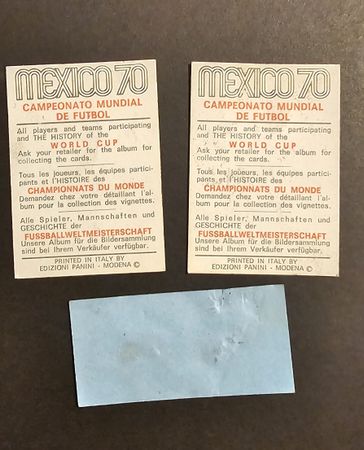 MEXICO 70
CAMPEONATO MUNDIAL
DE FUTBOL
All players and teams participating
and THE HISTORY of the
WORLD CUP
Ask your retailer for the album for
collecting the cards.
Tous les joueurs, les équipes partici-
pants et l'HISTOIRE des
CHAMPIONNATS DU MONDE
Demandez chez votre détaillant l'al-
bum pour la collection des vignettes.
Alle Spieler, Mannschaften und
GESCHICHTE der
FUSSBALLWELTMEISTERSCHAFT
Unsere Album für die Bildersammlung
sind bei Ihrem Verkäufer verfügbar.
PRINTED IN ITALY BY
EDIZIONI PANINI - MODENA ©
MEXICO 70
CAMPEONATO MUNDIAL
DE FUTBOL
All players and teams participating
and THE HISTORY of the
WORLD CUP
Ask your retailer for the album for
collecting the cards.
Tous les joueurs, les équipes partici-
pants et l'HISTOIRE des
CHAMPIONNATS DU MONDE
Demandez chez votre détaillant l'al-
bum pour la collection des vignettes.
Alle Spieler, Mannschaften und
GESCHICHTE der
FUSSBALLWELTMEISTERSCHAFT
Unsere Album für die Bildersammlung
sind bei Ihrem Verkäufer verfügbar.
PRINTED IN ITALY BY
EDIZIONI PANINI - MODENA ©